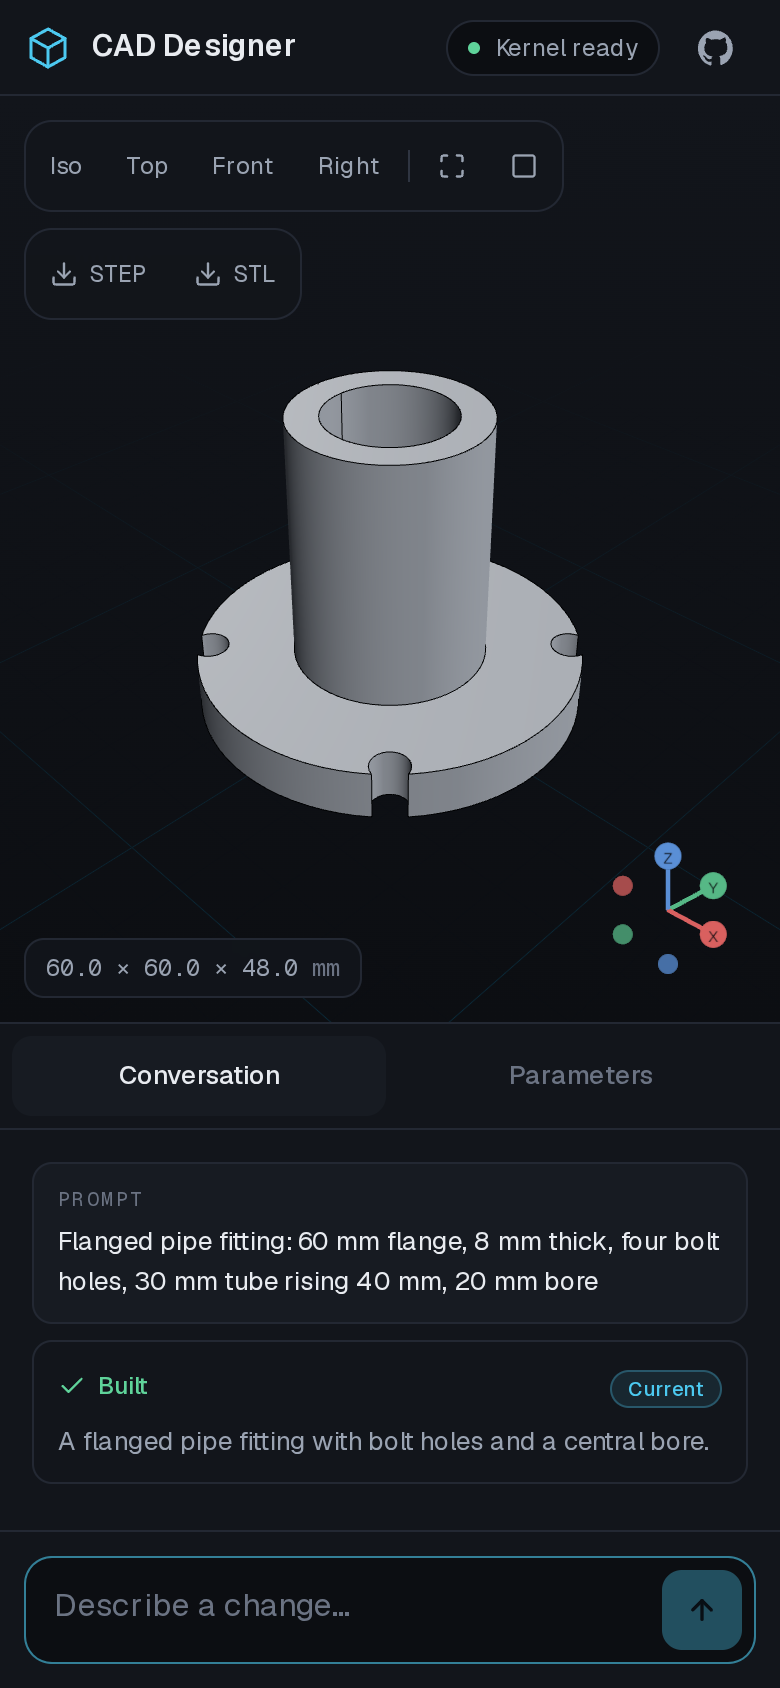 CAD Designer
Kernel ready
Iso Top Front Right
STEP STL
Z
Y
X
60.0 × 60.0 × 48.0 mm
Conversation Parameters
PROMPT
Flanged pipe fitting: 60 mm flange, 8 mm thick, four bolt
holes, 30 mm tube rising 40 mm, 20 mm bore
Built
Current
A flanged pipe fitting with bolt holes and a central bore.
Describe a change…